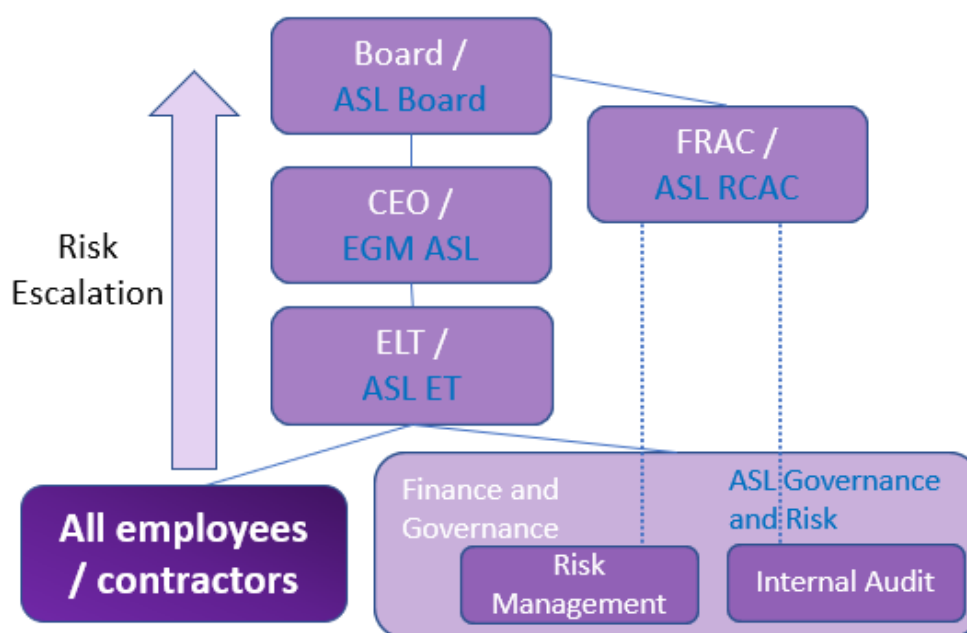 Board /
ASL Board
FRAC /
ASL RCAC
CEO /
EGM ASL
Risk
Escalation
ELT /
ASL ET
All employees
/ contractors
Finance and
Governance
ASL Governance
and Risk
Risk
Management
Internal Audit